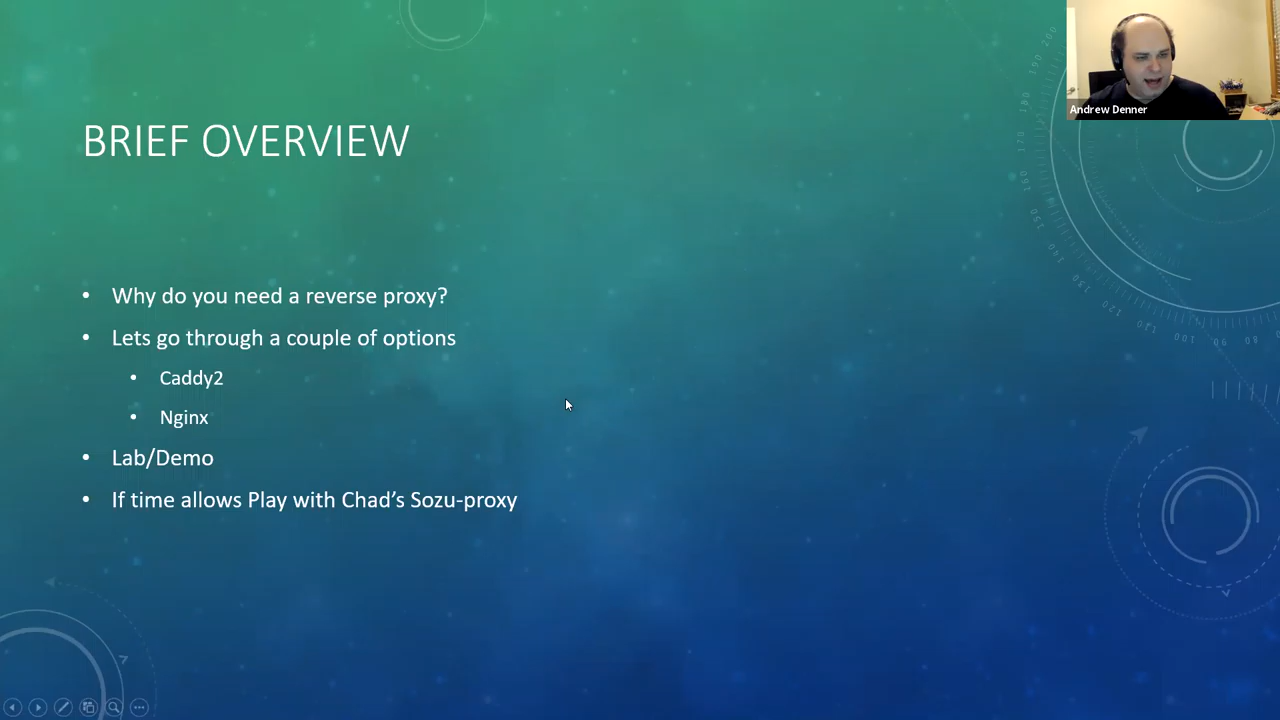 Andrew Denner
BRIEF OVERVIEW
• Why do you need a reverse proxy?
• Lets go through a couple of options
• Caddy2
• Nginx
• Lab/Demo
• If time allows Play with Chad’s Sozu-proxy